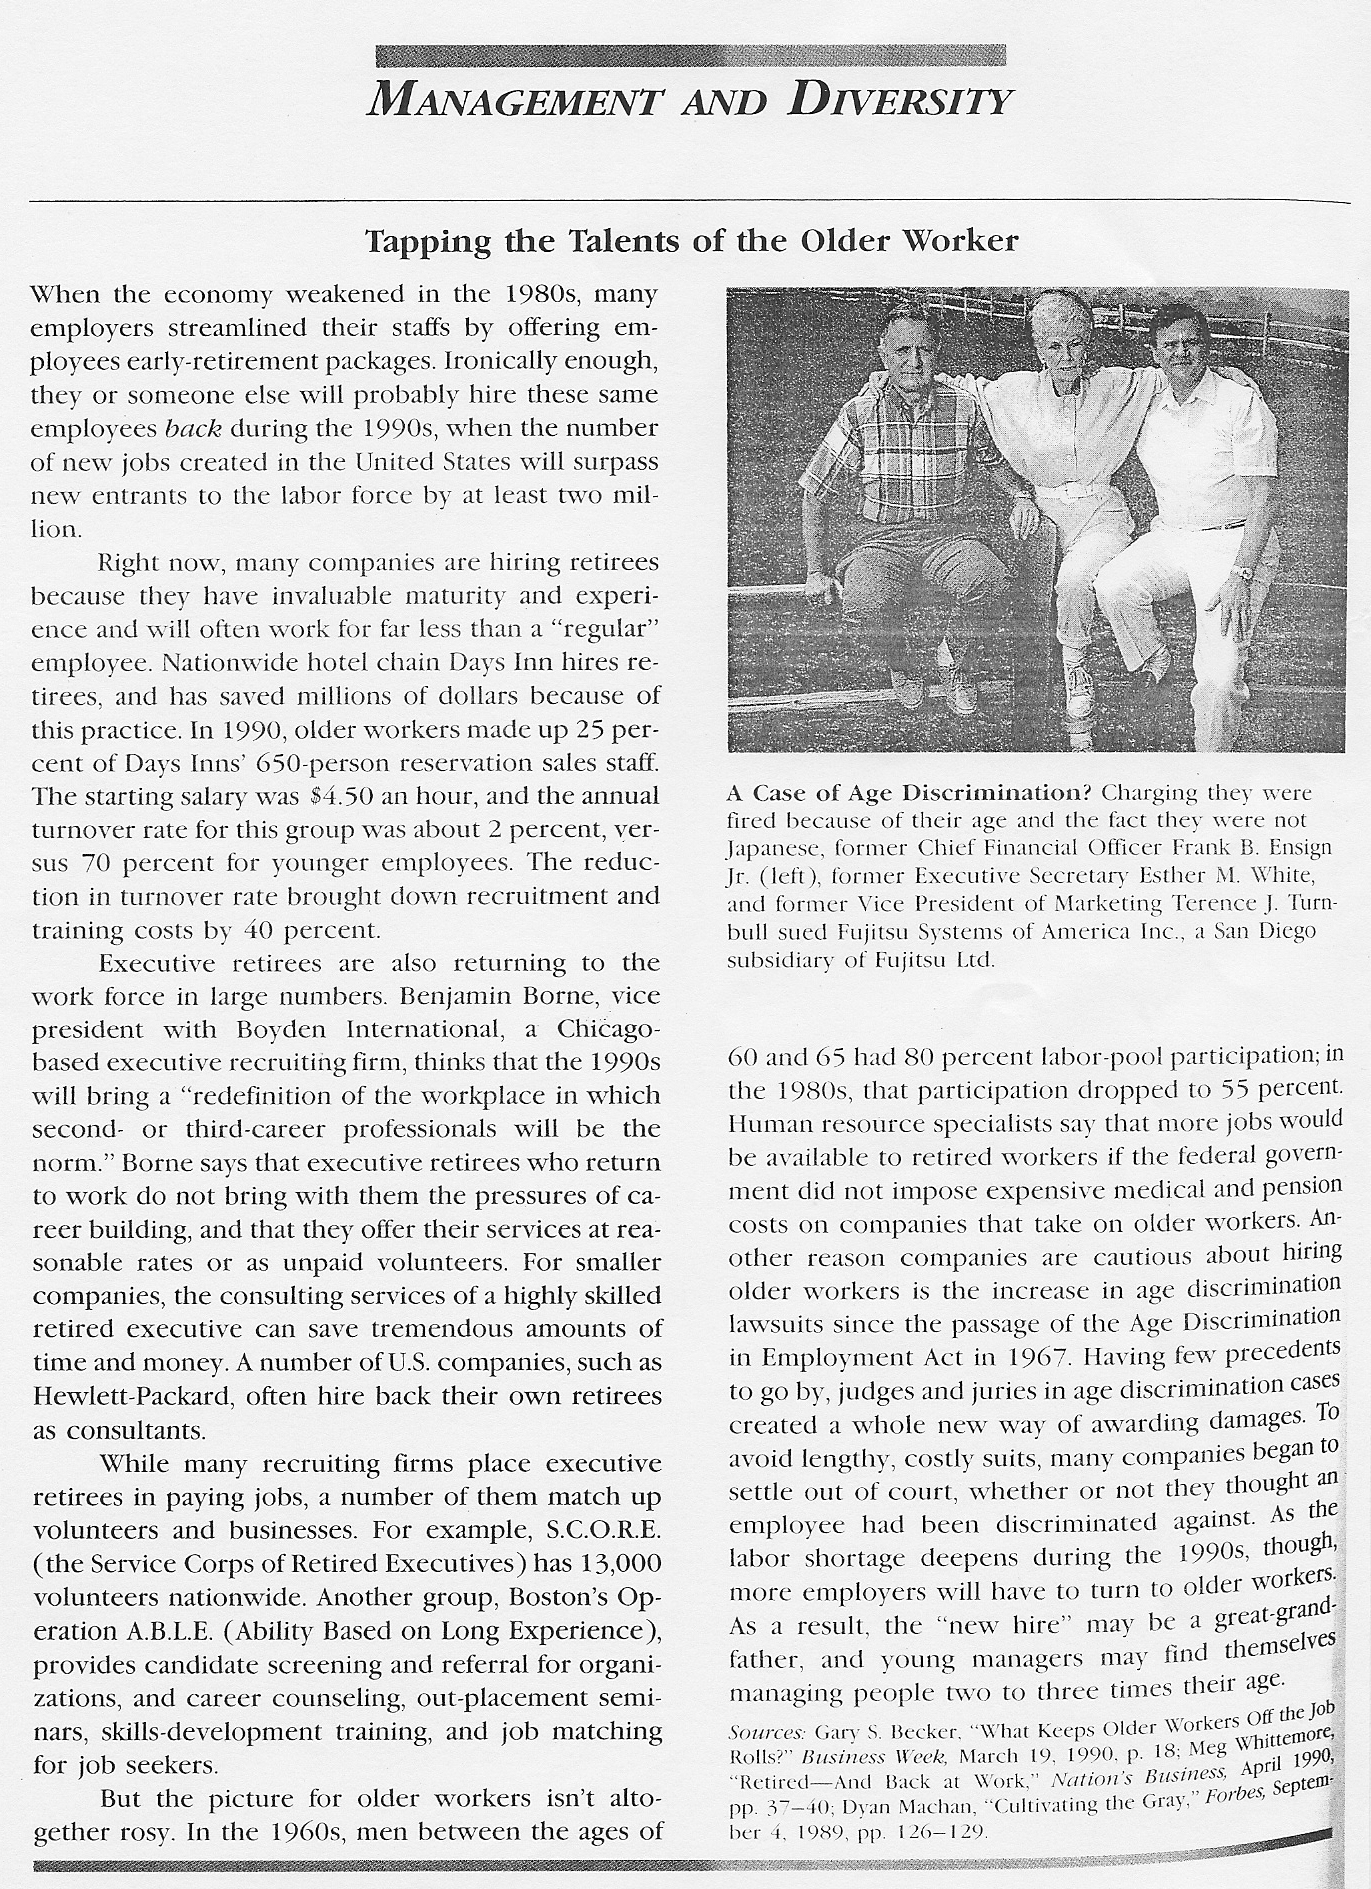 MANAGEMENT AND DIVERSITY
Tapping the Talents of the Older Worker
When the economy weakened in the 1980s, many
employers streamlined their staffs by offering em-
ployees early-retirement packages. Ironically enough,
they or someone else will probably hire these same
employees back during the 1990s, when the number
of new jobs created in the United States will surpass
new entrants to the labor force by at least two mil-
lion.
Right now, many companies are hiring retirees
because they have invaluable maturity and experi-
ence and will often work for far less than a “regular”
employee. Nationwide hotel chain Days Inn hires re-
tirees, and has saved millions of dollars because of
this practice. In 1990, older workers made up 25 per-
cent of Days Inns’ 650-person reservation sales staff.
The starting salary was $4.50 an hour, and the annual
turnover rate for this group was about 2 percent, ver-
sus 70 percent for younger employees. The reduc-
tion in turnover rate brought down recruitment and
training costs by 40 percent.
Executive retirees are also returning to the
work force in large numbers. Benjamin Borne, vice
president with Boyden International, a Chicago-
based executive recruiting firm, thinks that the 1990s
will bring a “redefinition of the workplace in which
second- or third-career professionals will be the
norm.” Borne says that executive retirees who return
to work do not bring with them the pressures of ca-
reer building, and that they offer their services at rea-
sonable rates or as unpaid volunteers. For smaller
companies, the consulting services of a highly skilled
retired executive can save tremendous amounts of
time and money. A number of U.S. companies, such as
Hewlett-Packard, often hire back their own retirees
as consultants.
While many recruiting firms place executive
retirees in paying jobs, a number of them match up
volunteers and businesses. For example, S.C.O.R.E.
(the Service Corps of Retired Executives) has 13,000
volunteers nationwide. Another group, Boston’s Op-
eration A.B.L.E. (Ability Based on Long Experience),
provides candidate screening and referral for organi-
zations, and career counseling, out-placement semi-
nars, skills-development training, and job matching
for job seekers.
But the picture for older workers isn’t alto-
gether rosy. In the 1960s, men between the ages of
A Case of Age Discrimination? Charging they were
fired because of their age and the fact they were not
Japanese, former Chief Financial Officer Frank B. Ensign
Jr. (left), former Executive Secretary Esther M. White,
and former Vice President of Marketing Terence J. Turn-
bull sued Fujitsu Systems of America Inc., a San Diego
subsidiary of Fujitsu Ltd.
60 and 65 had 80 percent labor-pool participation; in
the 1980s, that participation dropped to 55 percent.
Human resource specialists say that more jobs would
be available to retired workers if the federal govern-
ment did not impose expensive medical and pension
costs on companies that take on older workers. An-
other reason companies are cautious about hiring
older workers is the increase in age discrimination
lawsuits since the passage of the Age Discrimination
in Employment Act in 1967. Having few precedents
to go by, judges and juries in age discrimination cases
created a whole new way of awarding damages. To
avoid lengthy, costly suits, many companies began to
settle out of court, whether or not they thought an
employee had been discriminated against. As the
labor shortage deepens during the 1990s, though,
more employers will have to turn to older workers.
As a result, the “new hire” may be a great-grand-
father, and young managers may find themselves
managing people two to three times their age.
Sources: Gary S. Becker, “What Keeps Older Workers Off the Job
Rolls?” Business Week, March 19, 1990, p. 18; Meg Whittemore,
“Retired—And Back at Work,” Nation’s Business, April 1990,
pp. 37–40; Dyan Machan, “Cultivating the Gray,” Forbes, Septem-
ber 4, 1989, pp. 126–129.